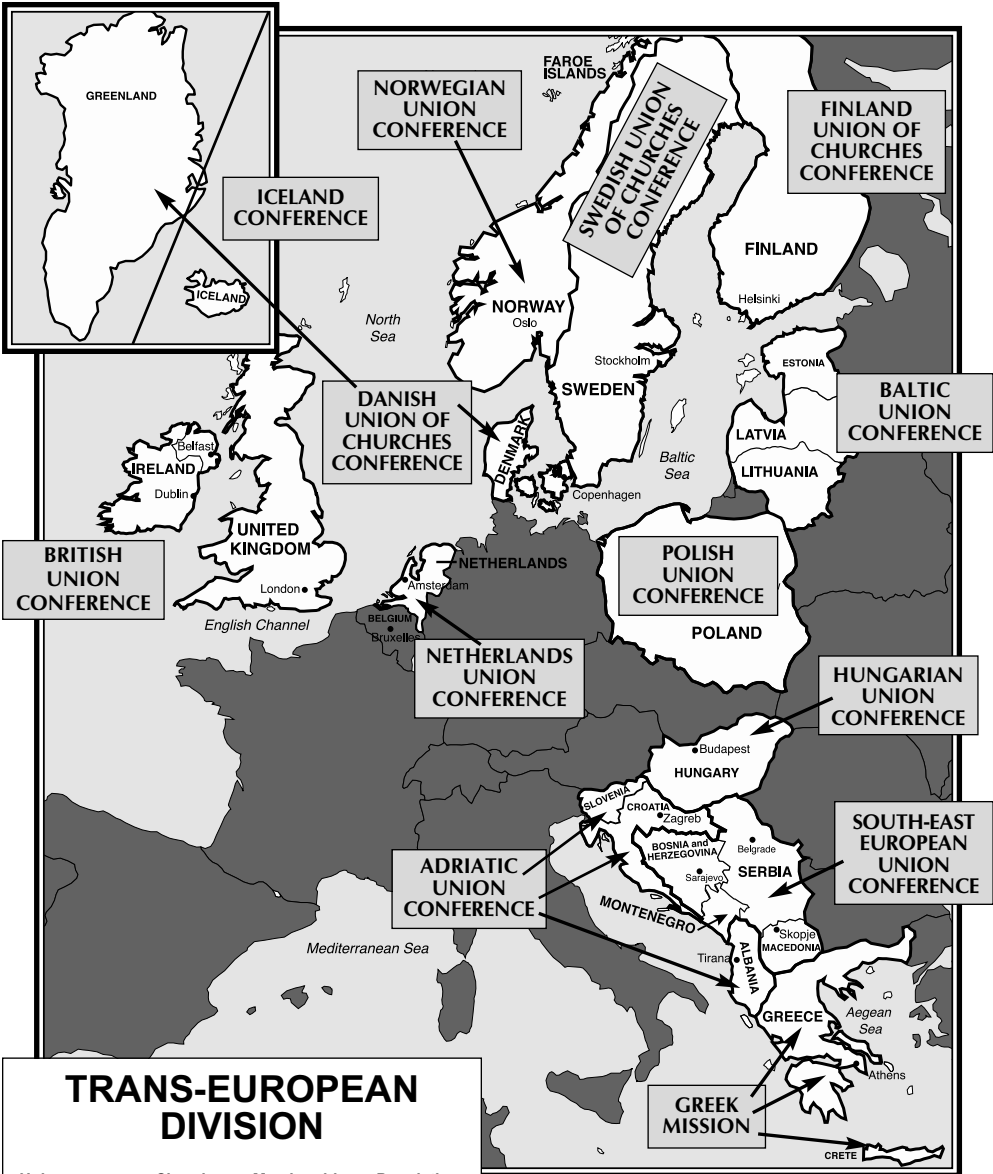 GREENLAND
ICELAND
FAROE
ISLANDS
NORWEGIAN
UNION
CONFERENCE
SWEDISH UNION
OF CHURCHES
CONFERENCE
FINLAND
UNION OF
CHURCHES
CONFERENCE
ICELAND
CONFERENCE
FINLAND
Helsinki
North
Sea
NORWAY
Oslo
Stockholm
SWEDEN
ESTONIA
DANISH
UNION OF
CHURCHES
CONFERENCE
DENMARK
Copenhagen
Baltic
Sea
LATVIA
LITHUANIA
BALTIC
UNION
CONFERENCE
Belfast
IRELAND
Dublin
UNITED
KINGDOM
London
English Channel
BRITISH
UNION
CONFERENCE
NETHERLANDS
Amsterdam
BELGIUM
Bruxelles
NETHERLANDS
UNION
CONFERENCE
POLISH
UNION
CONFERENCE
POLAND
HUNGARIAN
UNION
CONFERENCE
Budapest
HUNGARY
SLOVENIA
CROATIA
Zagreb
BOSNIA and
HERZEGOVINA
Sarajevo
Belgrade
SERBIA
SOUTH-EAST
EUROPEAN
UNION
CONFERENCE
ADRIATIC
UNION
CONFERENCE
MONTENEGRO
Skopje
MACEDONIA
Tirana
ALBANIA
Mediterranean Sea
GREECE
Aegean
Sea
Athens
GREEK
MISSION
CRETE
TRANS-EUROPEAN
DIVISION